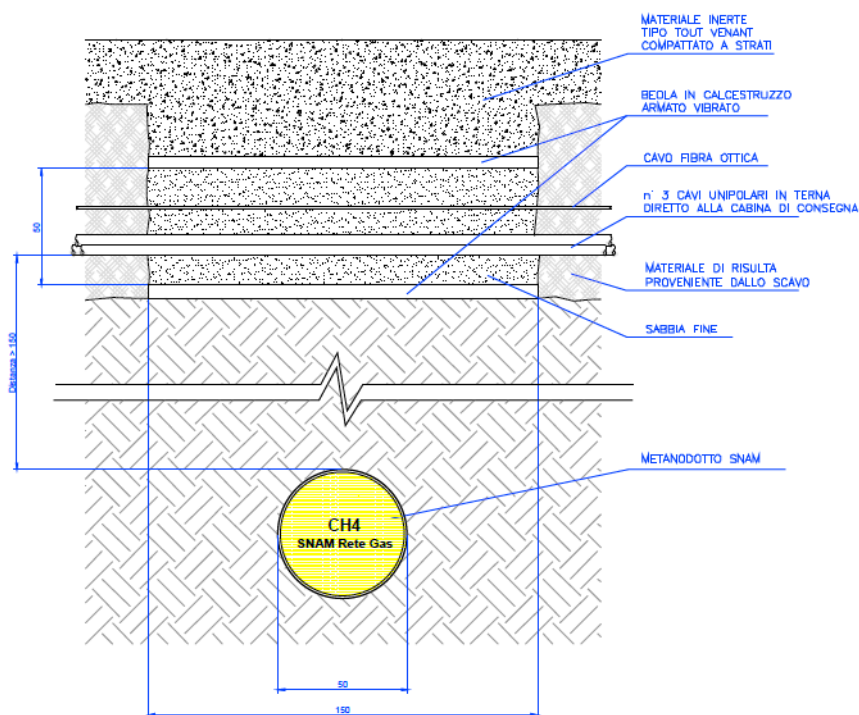 MATERIALE INERTE
TIPO TOUT VENANT
COMPATTATO A STRATI
BEOLA IN CALCESTRUZZO
ARMATO VIBRATO
CAVO FIBRA OTTICA
n° 3 CAVI UNIPOLARI IN TERNA
DIRETTO ALLA CABINA DI CONSEGNA
MATERIALE DI RISULTA
PROVENIENTE DALLO SCAVO
SABBIA FINE
METANODOTTO SNAM
50
Distanza > 150
CH4
SNAM Rete Gas
50
150